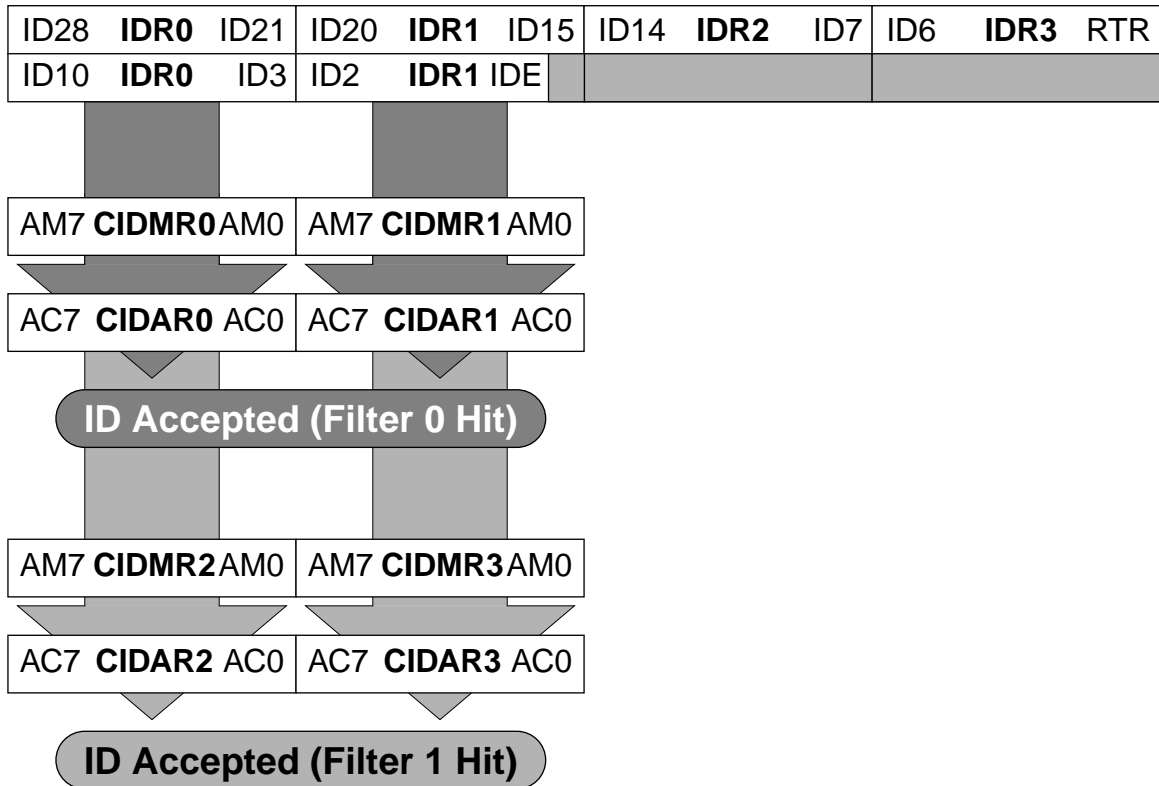 ID28 IDR0 ID21 ID20 IDR1 ID15 ID14 IDR2 ID7 ID6 IDR3 RTR
ID10 IDR0 ID3 ID2 IDR1 IDE
AM7 CIDMR0 AM0 AM7 CIDMR1 AM0
AC7 CIDAR0 AC0 AC7 CIDAR1 AC0
ID Accepted (Filter 0 Hit)
AM7 CIDMR2 AM0 AM7 CIDMR3 AM0
AC7 CIDAR2 AC0 AC7 CIDAR3 AC0
ID Accepted (Filter 1 Hit)